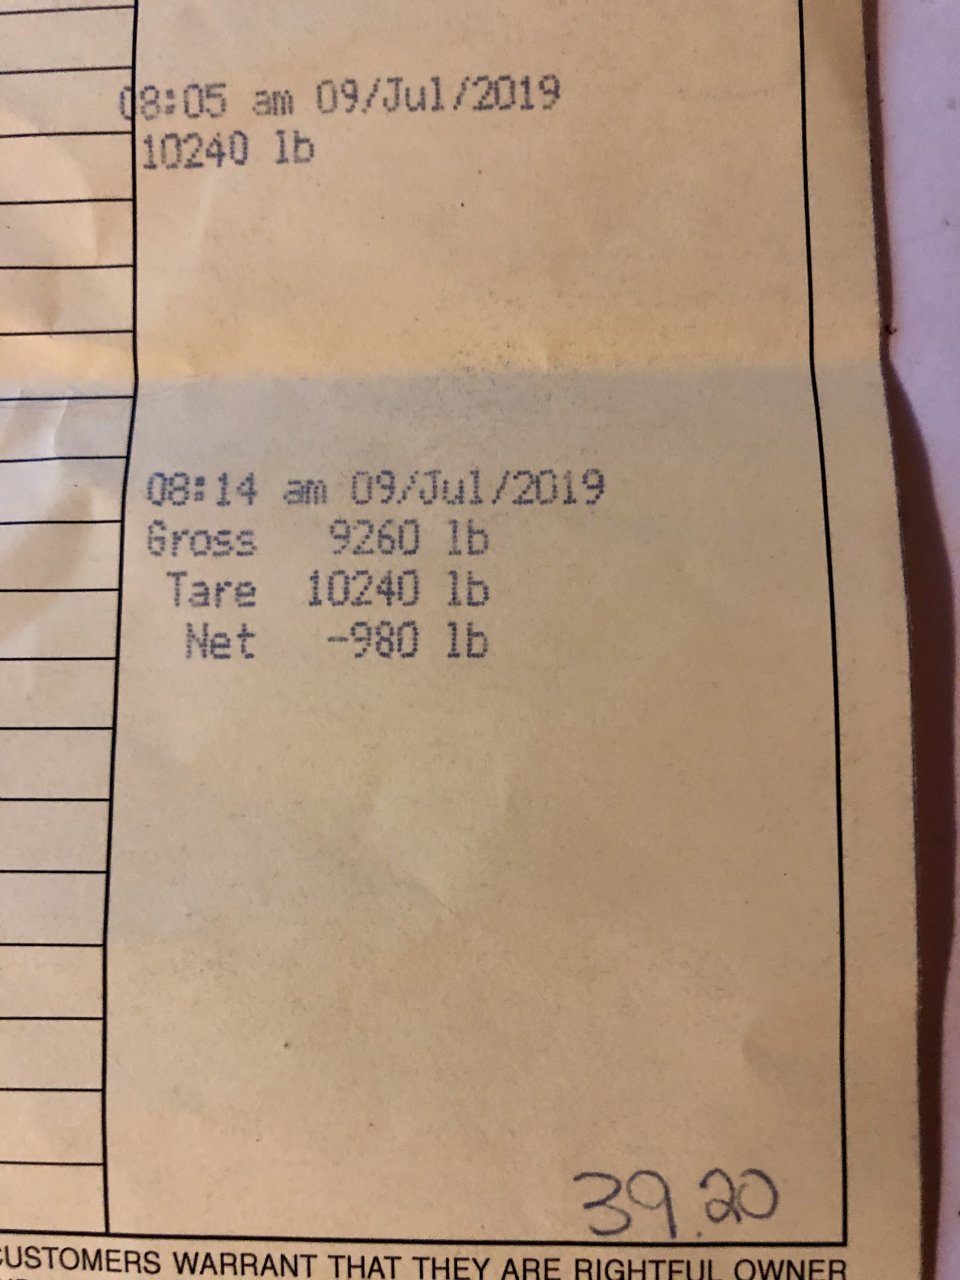 08:05 am 09/Jul/2019
10240 lb
08:14 am 09/Jul/2019
Gross 9260 lb
Tare 10240 lb
Net -980 lb
39.20
CUSTOMERS WARRANT THAT THEY ARE RIGHTFUL OWNER